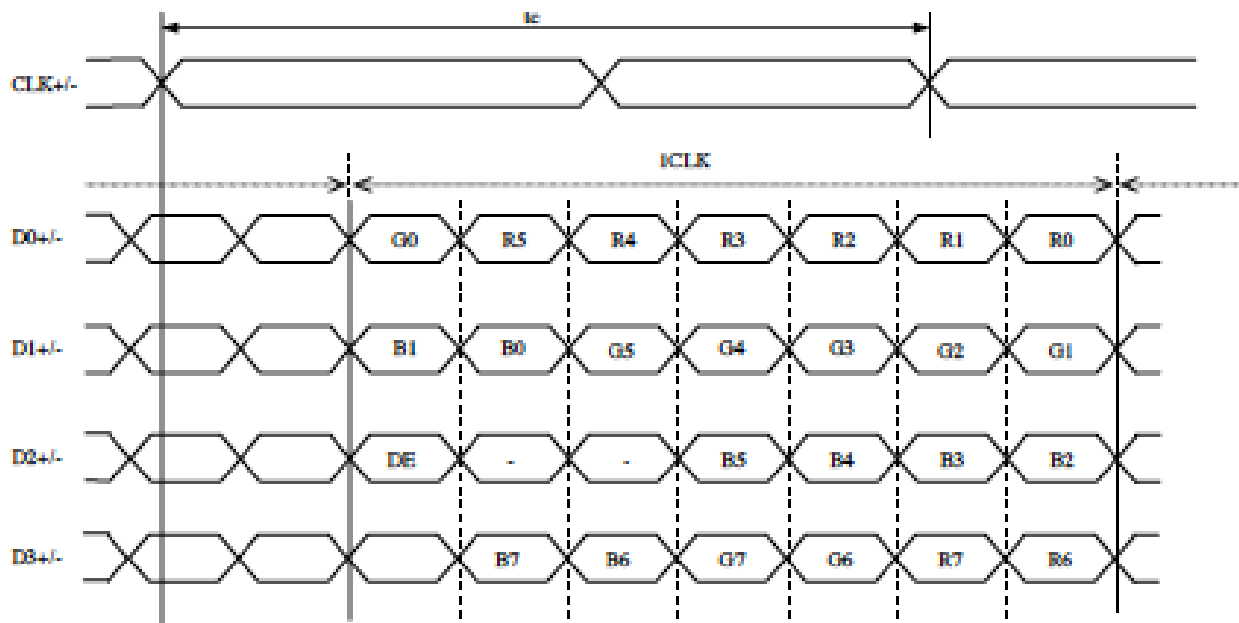 tc
CLK+/-
1CLK
D0+/- G0 R5 R4 R3 R2 R1 R0
D1+/- B1 B0 G5 G4 G3 G2 G1
D2+/- DE - - B5 B4 B3 B2
D3+/- B7 B6 G7 G6 R7 R6